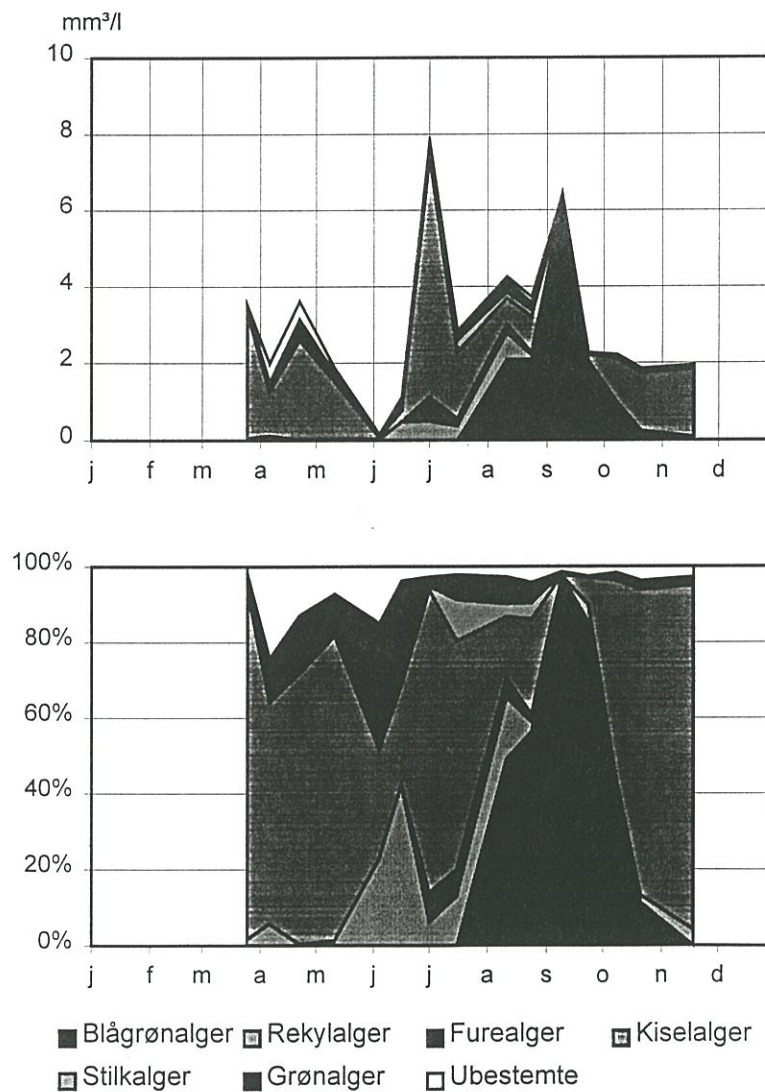 mm³/l
10
8
6
4
2
0
j f m a m j j a s o n d
100%
80%
60%
40%
20%
0%
j f m a m j j a s o n d
Blågrønalger Rekylalger Furealger Kiselalger
Stilkalger Grønalger Ubestemte